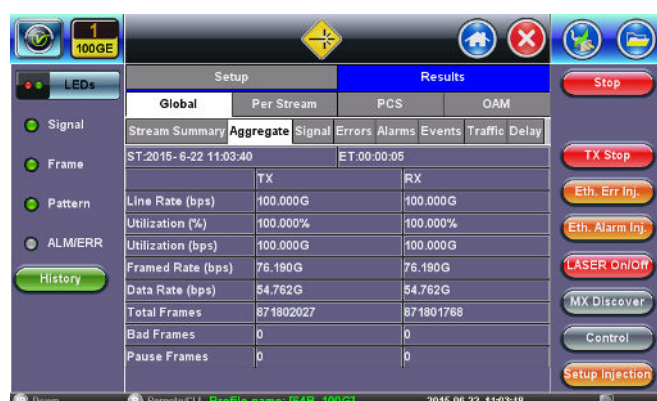 1
100GE
LEDs
Signal
Frame
Pattern
ALM/ERR
History
Setup Results
Global Per Stream PCS OAM
Stream Summary Aggregate Signal Errors Alarms Events Traffic Delay
ST:2015- 6-22 11:03:40 ET:00:00:05
TX RX
Line Rate (bps) 100.000G 100.000G
Utilization (%) 100.000% 100.000%
Utilization (bps) 100.000G 100.000G
Framed Rate (bps) 76.190G 76.190G
Data Rate (bps) 54.762G 54.762G
Total Frames 871802027 871801768
Bad Frames 0 0
Pause Frames 0 0
Stop
TX Stop
Eth. Err Inj.
Eth. Alarm Inj.
LASER On/Off
MX Discover
Control
Setup Injection
Profile name: [64B_100G]